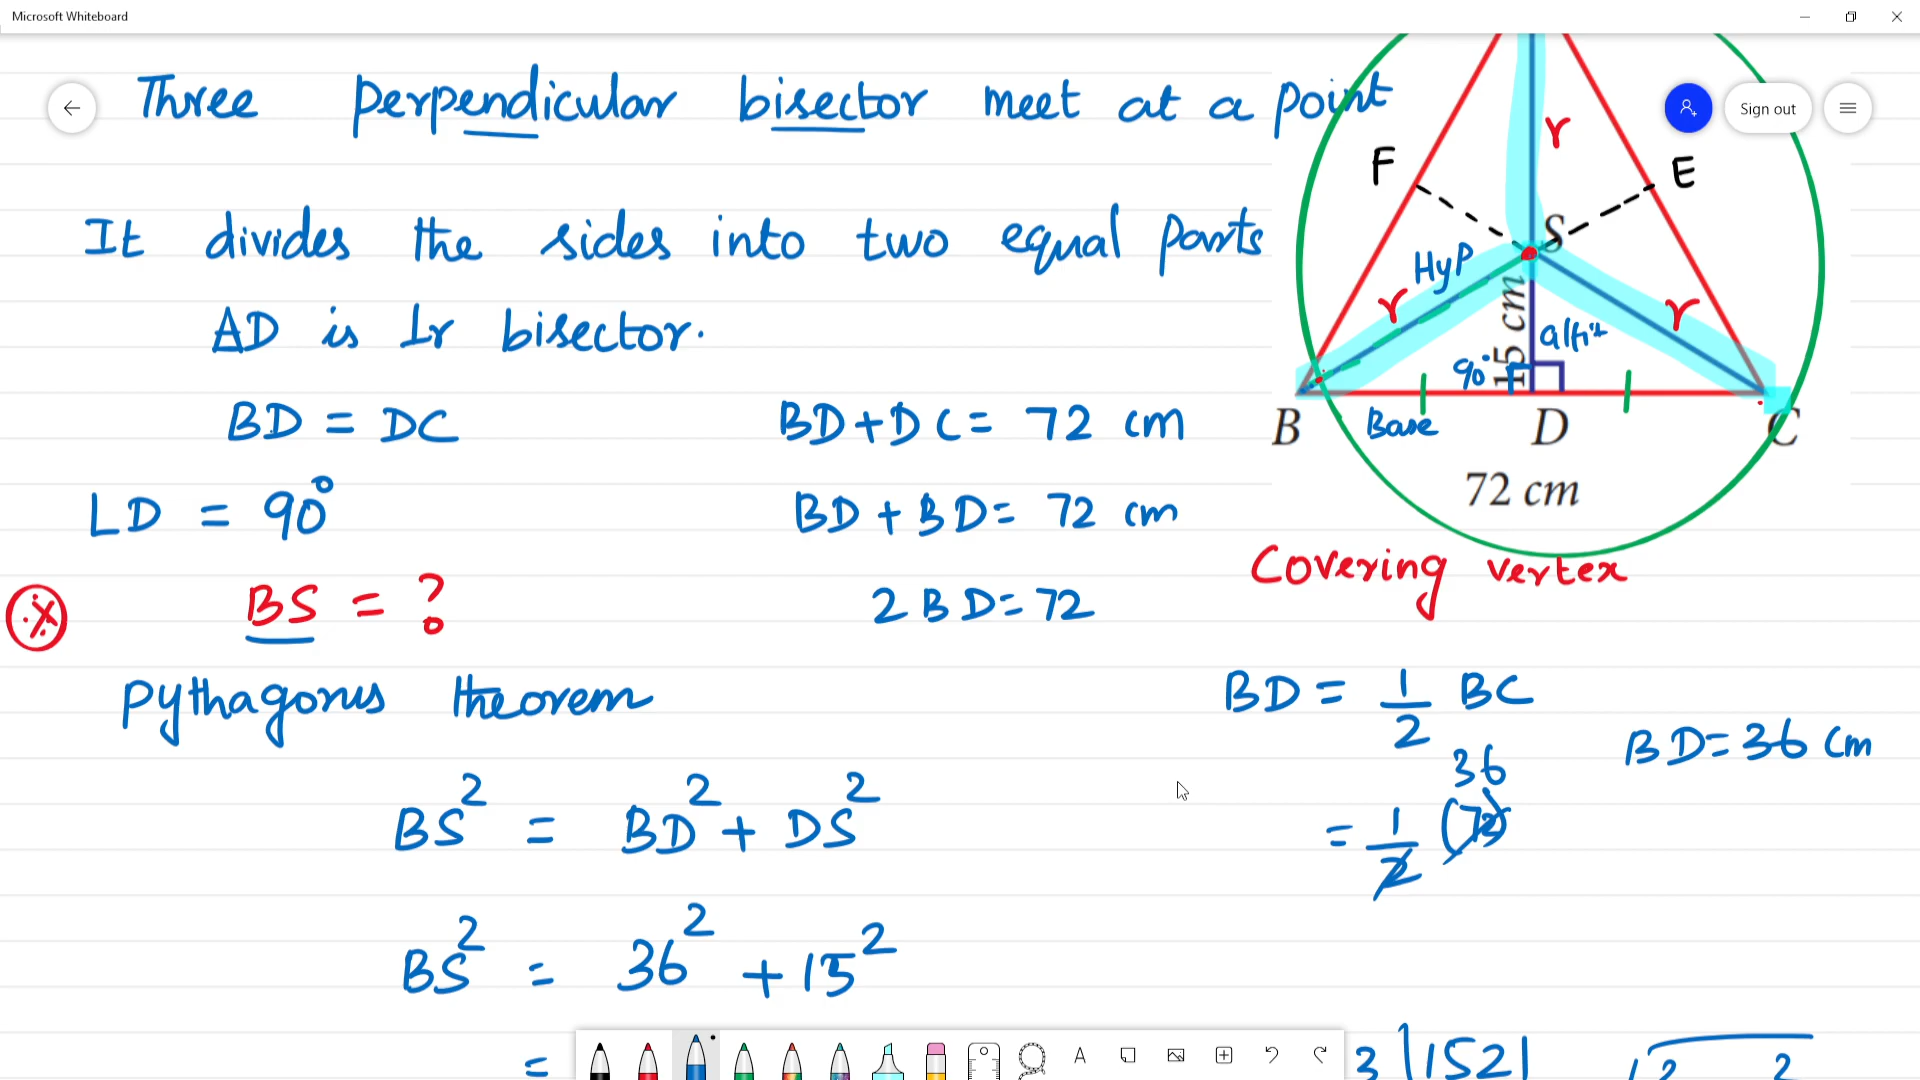 Microsoft Whiteboard
Three perpendicular bisector meet at a point
Sign out
It divides the sides into two equal parts
AD is ⊥r bisector.
BD = DC
BD+DC= 72 cm
∠D = 90°
BD + BD= 72 cm
BS = ?
2BD=72
Pythagorus theorem
BS² = BD² + DS²
BS² = 36² + 15²
=
F
E
r
S
Hyp
r
r
15 cm
90°
B
Base
D
C
72 cm
Covering vertex
BD = 1/2 BC
BD=36 cm
36
= 1/2 (72)
3 1521
A